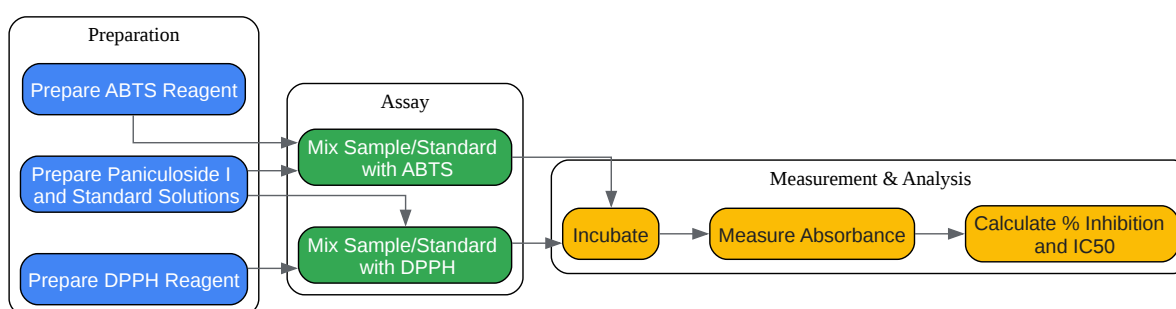 Preparation
Prepare ABTS Reagent
Prepare Paniculoside I
and Standard Solutions
Prepare DPPH Reagent
Assay
Mix Sample/Standard
with ABTS
Mix Sample/Standard
with DPPH
Measurement & Analysis
Incubate
Measure Absorbance
Calculate % Inhibition
and IC50